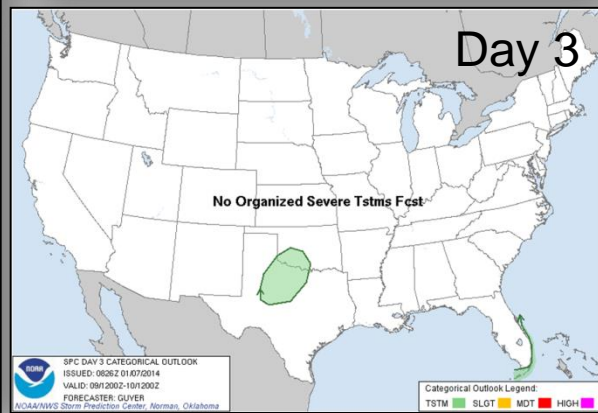 Day 3
No Organized Severe Tstms Fcst
NOAA
SPC DAY 3 CATEGORICAL OUTLOOK
ISSUED: 0826Z 01/07/2014
VALID: 09/1200Z-10/1200Z
FORECASTER: GUYER
NOAA/NWS Storm Prediction Center, Norman, Oklahoma
Categorical Outlook Legend:
TSTM SLGT MDT HIGH